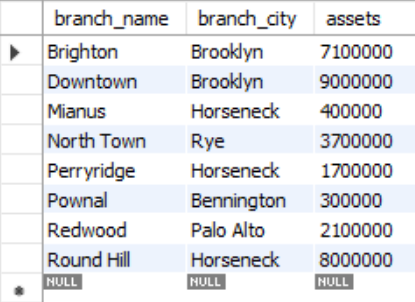 branch_name branch_city assets
Brighton Brooklyn 7100000
Downtown Brooklyn 9000000
Mianus Horseneck 400000
North Town Rye 3700000
Perryridge Horseneck 1700000
Pownal Bennington 300000
Redwood Palo Alto 2100000
Round Hill Horseneck 8000000
NULL NULL NULL